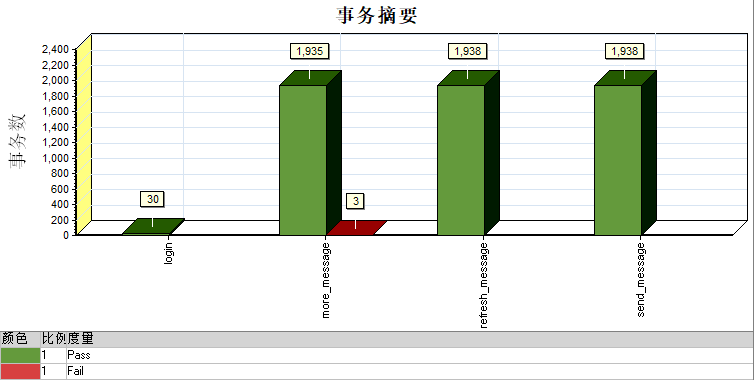 事务摘要
事务数
2,400
2,200
2,000
1,800
1,600
1,400
1,200
1,000
800
600
400
200
0
30
1,935
3
1,938
1,938
login
more_message
refresh_message
send_message
颜色 比例 度量
1 Pass
1 Fail